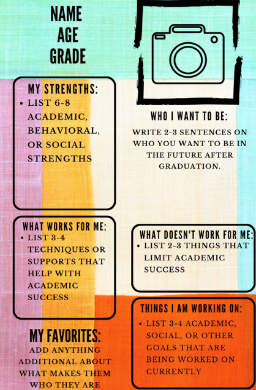 NAME
AGE
GRADE
MY STRENGTHS:
• LIST 6-8
ACADEMIC,
BEHAVIORAL,
OR SOCIAL
STRENGTHS
WHO I WANT TO BE:
WRITE 2-3 SENTENCES ON
WHO YOU WANT TO BE IN
THE FUTURE AFTER
GRADUATION.
WHAT WORKS FOR ME:
• LIST 3-4
TECHNIQUES OR
SUPPORTS THAT
HELP WITH
ACADEMIC
SUCCESS
WHAT DOESN'T WORK FOR ME:
• LIST 2-3 THINGS THAT
LIMIT ACADEMIC
SUCCESS
MY FAVORITES:
ADD ANYTHING
ADDITIONAL ABOUT
WHAT MAKES THEM
WHO THEY ARE
THINGS I AM WORKING ON:
• LIST 3-4 ACADEMIC,
SOCIAL, OR OTHER
GOALS THAT ARE
BEING WORKED ON
CURRENTLY